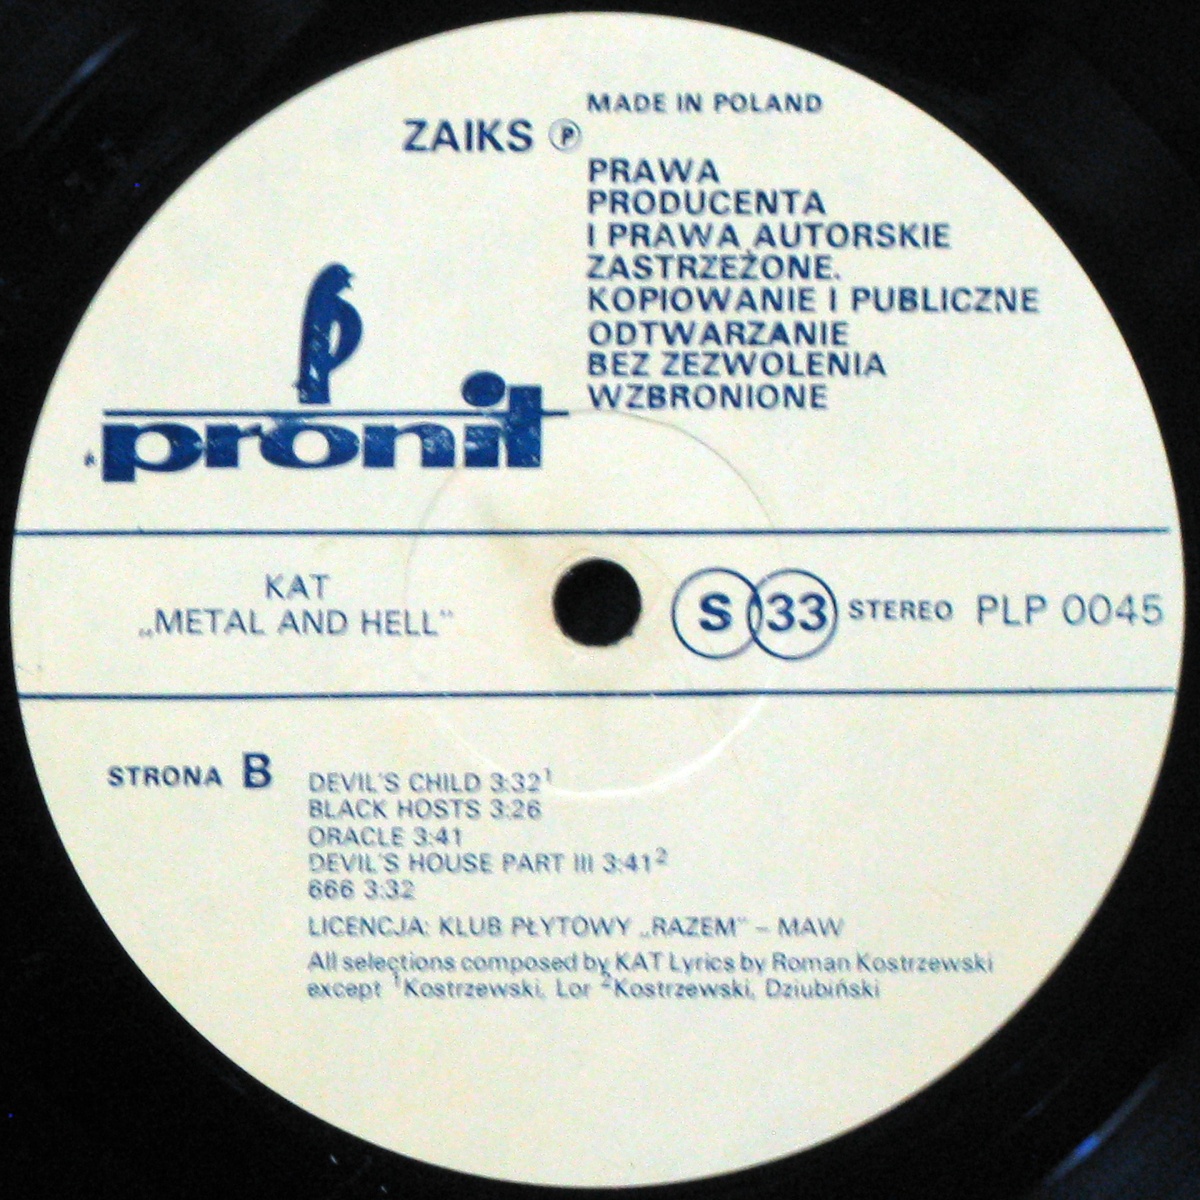 MADE IN POLAND
ZAIKS ℗
PRAWA
PRODUCENTA
I PRAWA AUTORSKIE
ZASTRZEŻONE.
KOPIOWANIE I PUBLICZNE
ODTWARZANIE
BEZ ZEZWOLENIA
WZBRONIONE
pronit
KAT
„METAL AND HELL"
S 33 STEREO PLP 0045
STRONA B
DEVIL'S CHILD 3:32¹
BLACK HOSTS 3:26
ORACLE 3:41
DEVIL'S HOUSE PART III 3:41²
666 3:32
LICENCJA: KLUB PŁYTOWY „RAZEM" – MAW
All selections composed by KAT Lyrics by Roman Kostrzewski
except ¹Kostrzewski, Lor ²Kostrzewski, Dziubiński